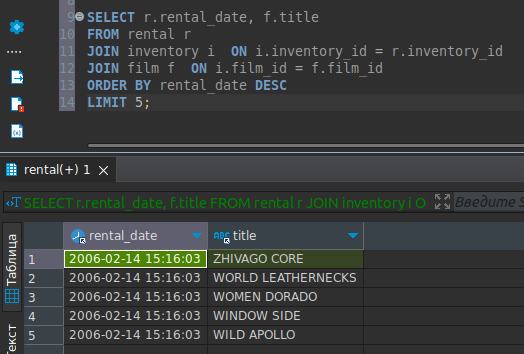 9 SELECT r.rental_date, f.title
10 FROM rental r
11 JOIN inventory i  ON i.inventory_id = r.inventory_id
12 JOIN film f  ON i.film_id = f.film_id
13 ORDER BY rental_date DESC
14 LIMIT 5;
rental(+) 1
SELECT r.rental_date, f.title FROM rental r JOIN inventory i O
Введите S
Таблица
Текст
rental_date ABC title
1 2006-02-14 15:16:03 ZHIVAGO CORE
2 2006-02-14 15:16:03 WORLD LEATHERNECKS
3 2006-02-14 15:16:03 WOMEN DORADO
4 2006-02-14 15:16:03 WINDOW SIDE
5 2006-02-14 15:16:03 WILD APOLLO